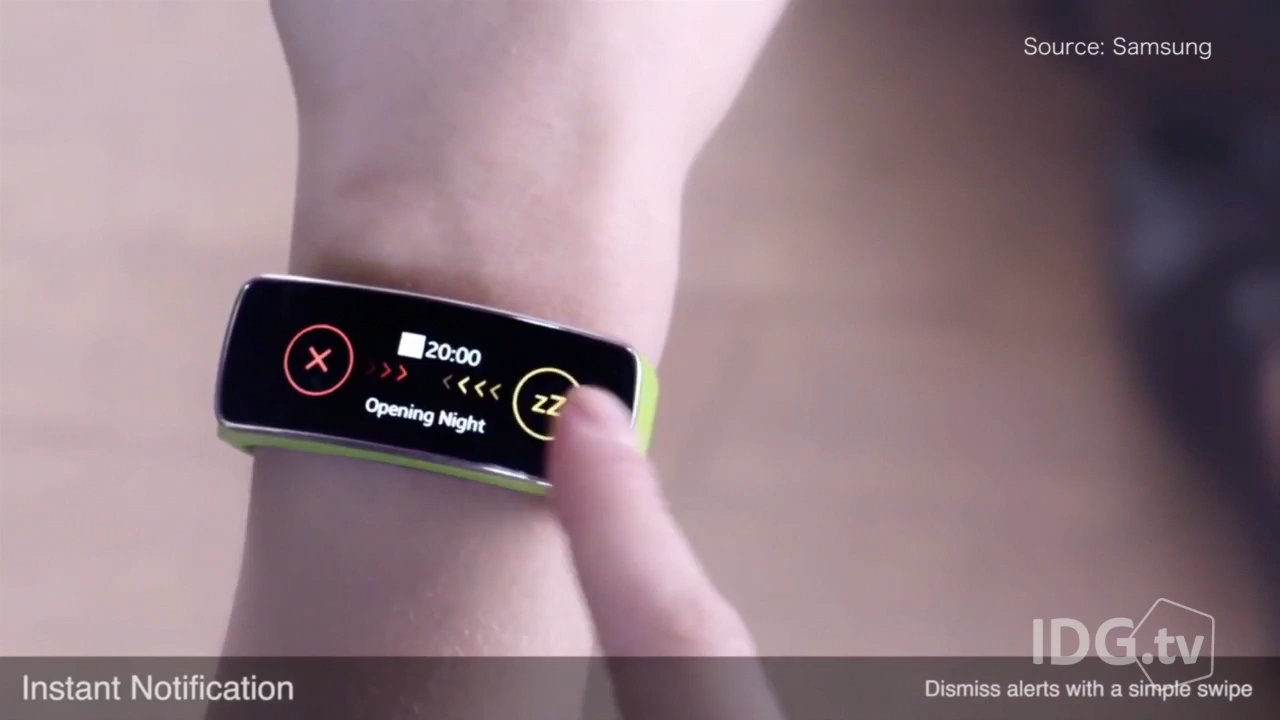 Source: Samsung
20:00
Opening Night
zZ
IDG.tv
Instant Notification
Dismiss alerts with a simple swipe